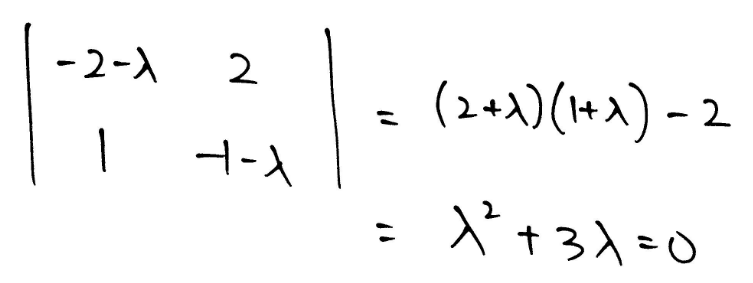 | -2-λ 2 |
| 1 -1-λ | = (2+λ)(1+λ) - 2
= λ² + 3λ = 0